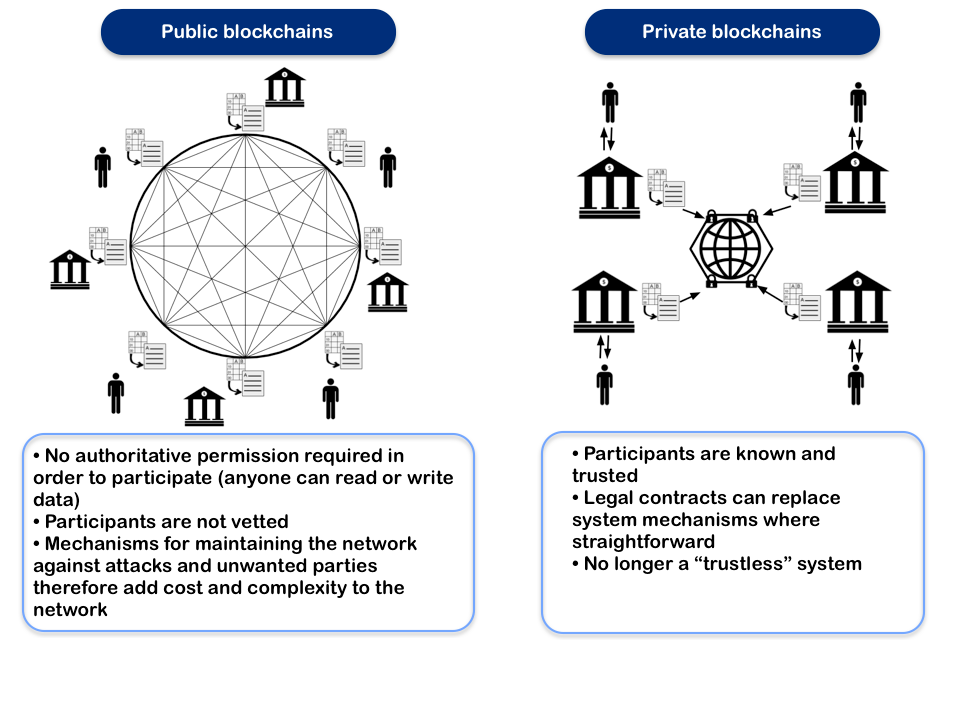 Public blockchains
Private blockchains
• No authoritative permission required in
order to participate (anyone can read or write
data)
• Participants are not vetted
• Mechanisms for maintaining the network
against attacks and unwanted parties
therefore add cost and complexity to the
network
• Participants are known and
trusted
• Legal contracts can replace
system mechanisms where
straightforward
• No longer a “trustless” system